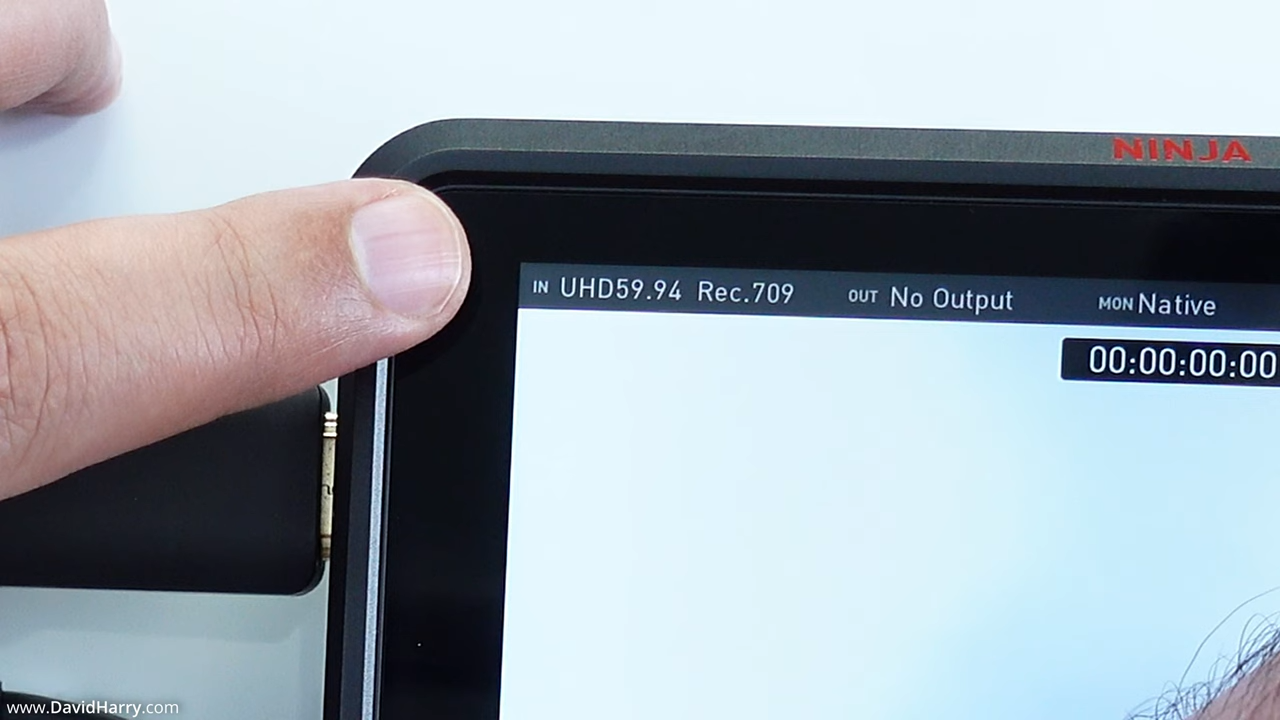 NINJA
IN UHD59.94 Rec.709 OUT No Output MON Native
00:00:00:00
www.DavidHarry.com